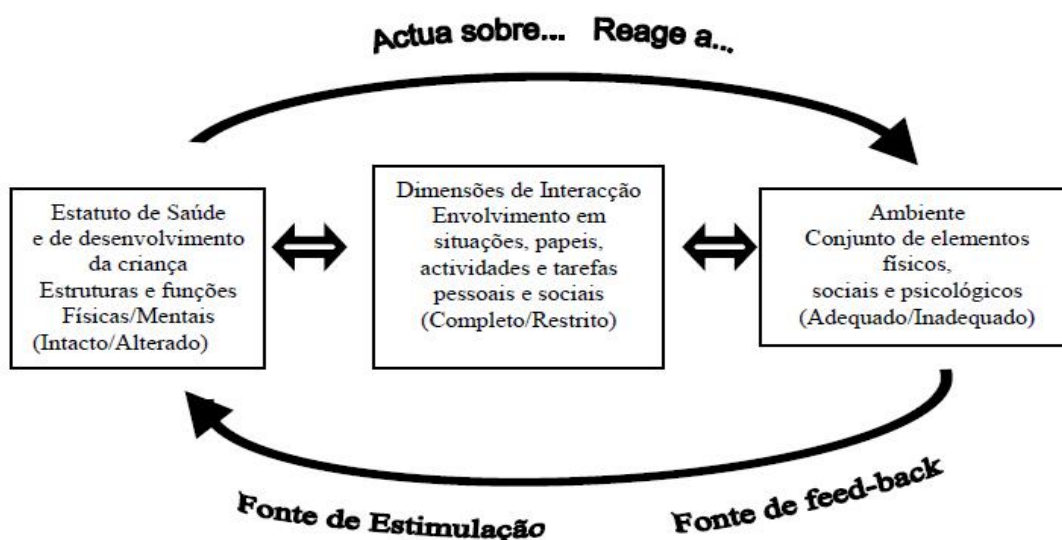 Actua sobre... Reage a...
Estatuto de Saúde
e de desenvolvimento
da criança
Estruturas e funções
Físicas/Mentais
(Intacto/Alterado)
Dimensões de Interacção
Envolvimento em
situações, papeis,
actividades e tarefas
pessoais e sociais
(Completo/Restrito)
Ambiente
Conjunto de elementos
físicos,
sociais e psicológicos
(Adequado/Inadequado)
Fonte de Estimulação
Fonte de feed-back